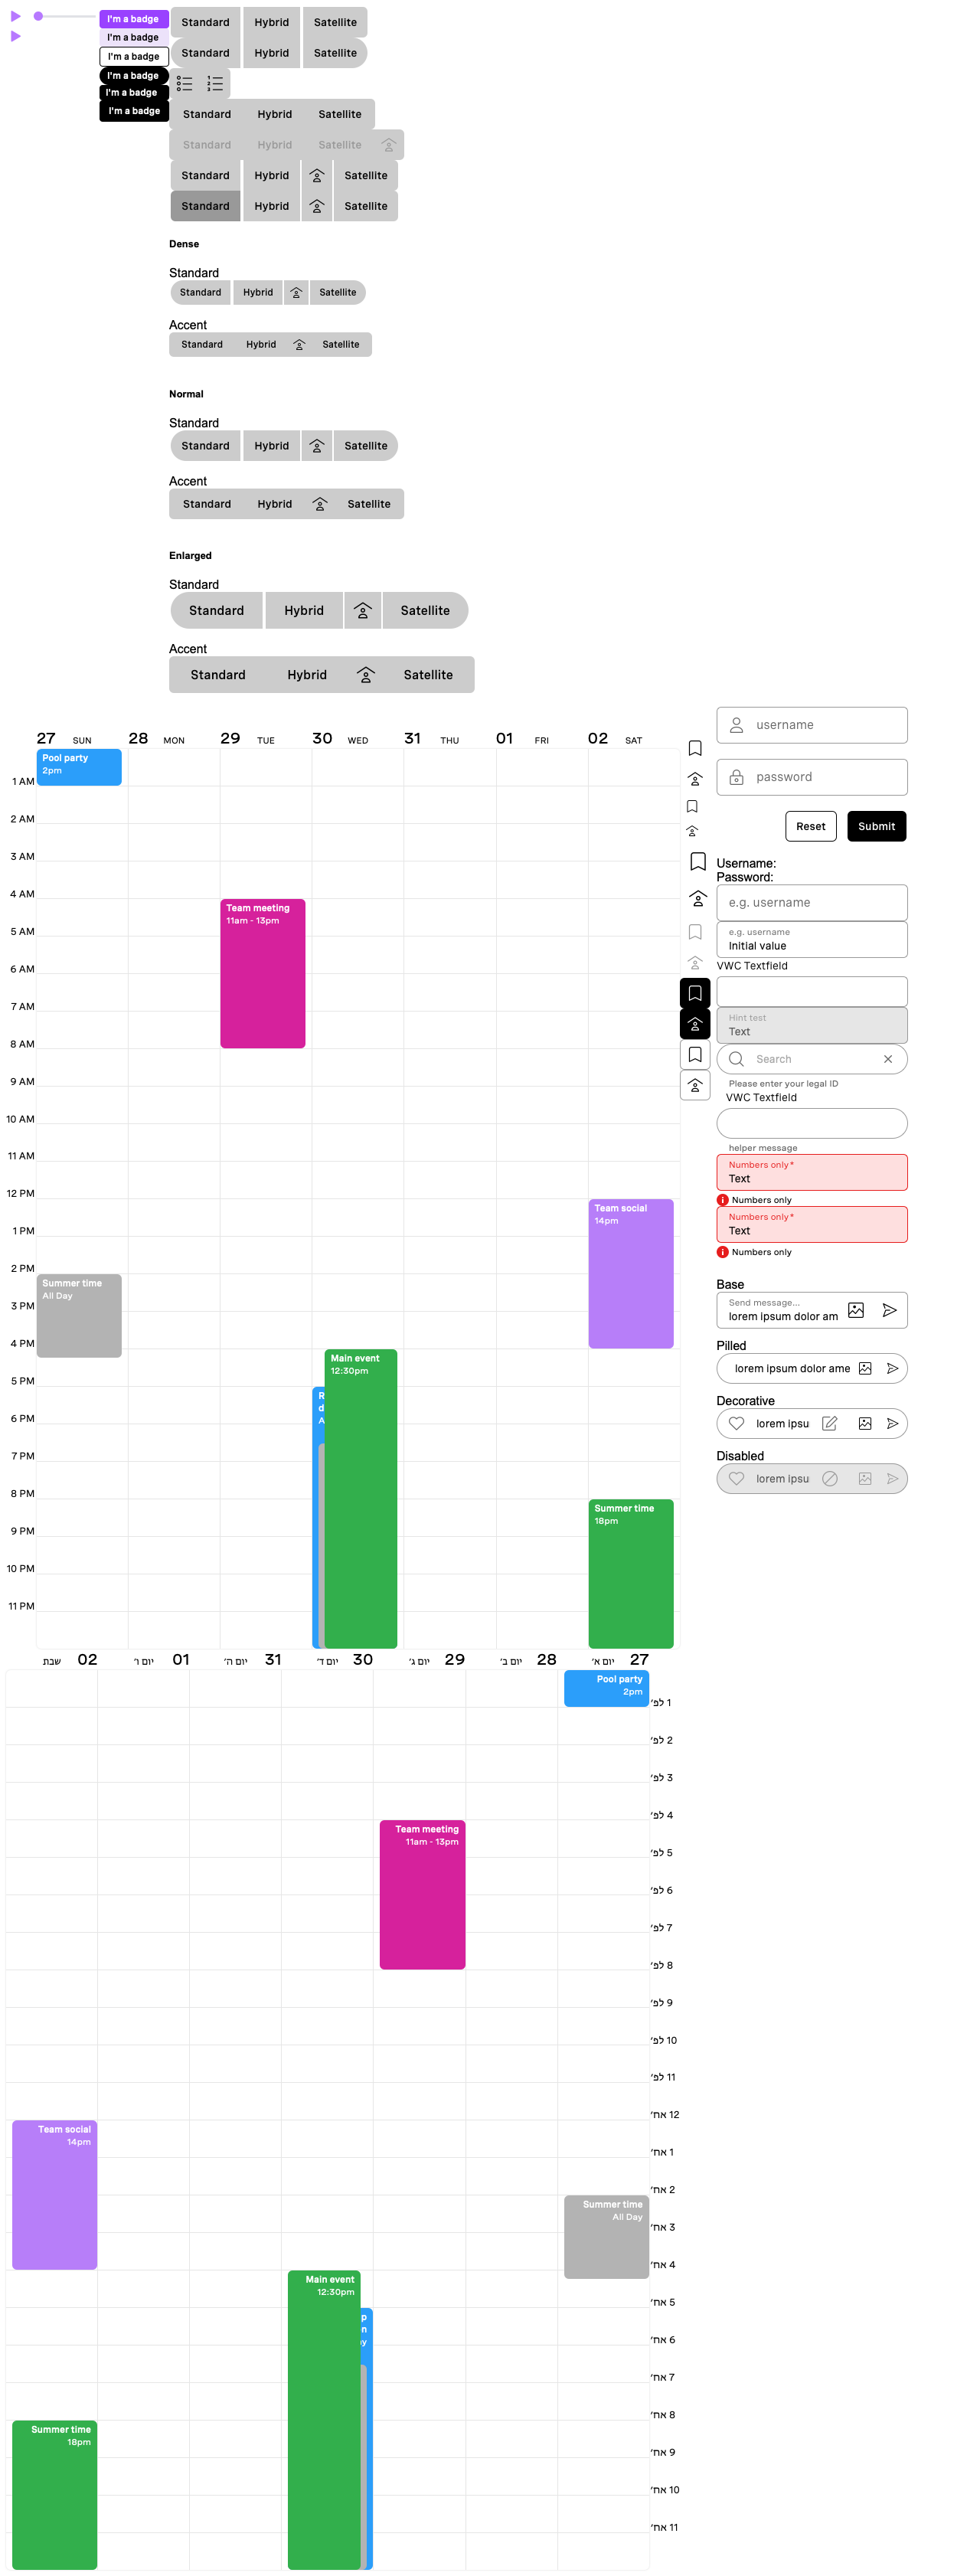 I'm a badge
I'm a badge
I'm a badge
I'm a badge
I'm a badge
I'm a badge
Standard Hybrid Satellite
Standard Hybrid Satellite
Standard Hybrid Satellite
Standard Hybrid Satellite
Standard Hybrid Satellite
Standard Hybrid Satellite
Dense
Standard
Standard Hybrid Satellite
Accent
Standard Hybrid Satellite
Normal
Standard
Standard Hybrid Satellite
Accent
Standard Hybrid Satellite
Enlarged
Standard
Standard Hybrid Satellite
Accent
Standard Hybrid Satellite
27 SUN 28 MON 29 TUE 30 WED 31 THU 01 FRI 02 SAT
Pool party
2pm
1 AM
2 AM
3 AM
4 AM
Team meeting
11am - 13pm
5 AM
6 AM
7 AM
8 AM
9 AM
10 AM
11 AM
12 PM
Team social
14pm
1 PM
2 PM
Summer time
All Day
3 PM
4 PM
Main event
12:30pm
5 PM
R
d
A
6 PM
7 PM
8 PM
Summer time
18pm
9 PM
10 PM
11 PM
username
password
Reset Submit
Username:
Password:
e.g. username
e.g. username
Initial value
VWC Textfield
Hint test
Text
Search
Please enter your legal ID
VWC Textfield
helper message
Numbers only*
Text
Numbers only
Numbers only*
Text
Numbers only
Base
Send message...
lorem ipsum dolor am
Pilled
lorem ipsum dolor ame
Decorative
lorem ipsu
Disabled
lorem ipsu
27 יום א׳ 28 יום ב׳ 29 יום ג׳ 30 יום ד׳ 31 יום ה׳ 01 יום ו׳ 02 שבת
Pool party
2pm
1 לפ׳
2 לפ׳
3 לפ׳
4 לפ׳
Team meeting
11am - 13pm
5 לפ׳
6 לפ׳
7 לפ׳
8 לפ׳
9 לפ׳
10 לפ׳
11 לפ׳
12 אח׳
Team social
14pm
1 אח׳
2 אח׳
Summer time
All Day
3 אח׳
4 אח׳
Main event
12:30pm
5 אח׳
p
n
y
6 אח׳
7 אח׳
8 אח׳
Summer time
18pm
9 אח׳
10 אח׳
11 אח׳